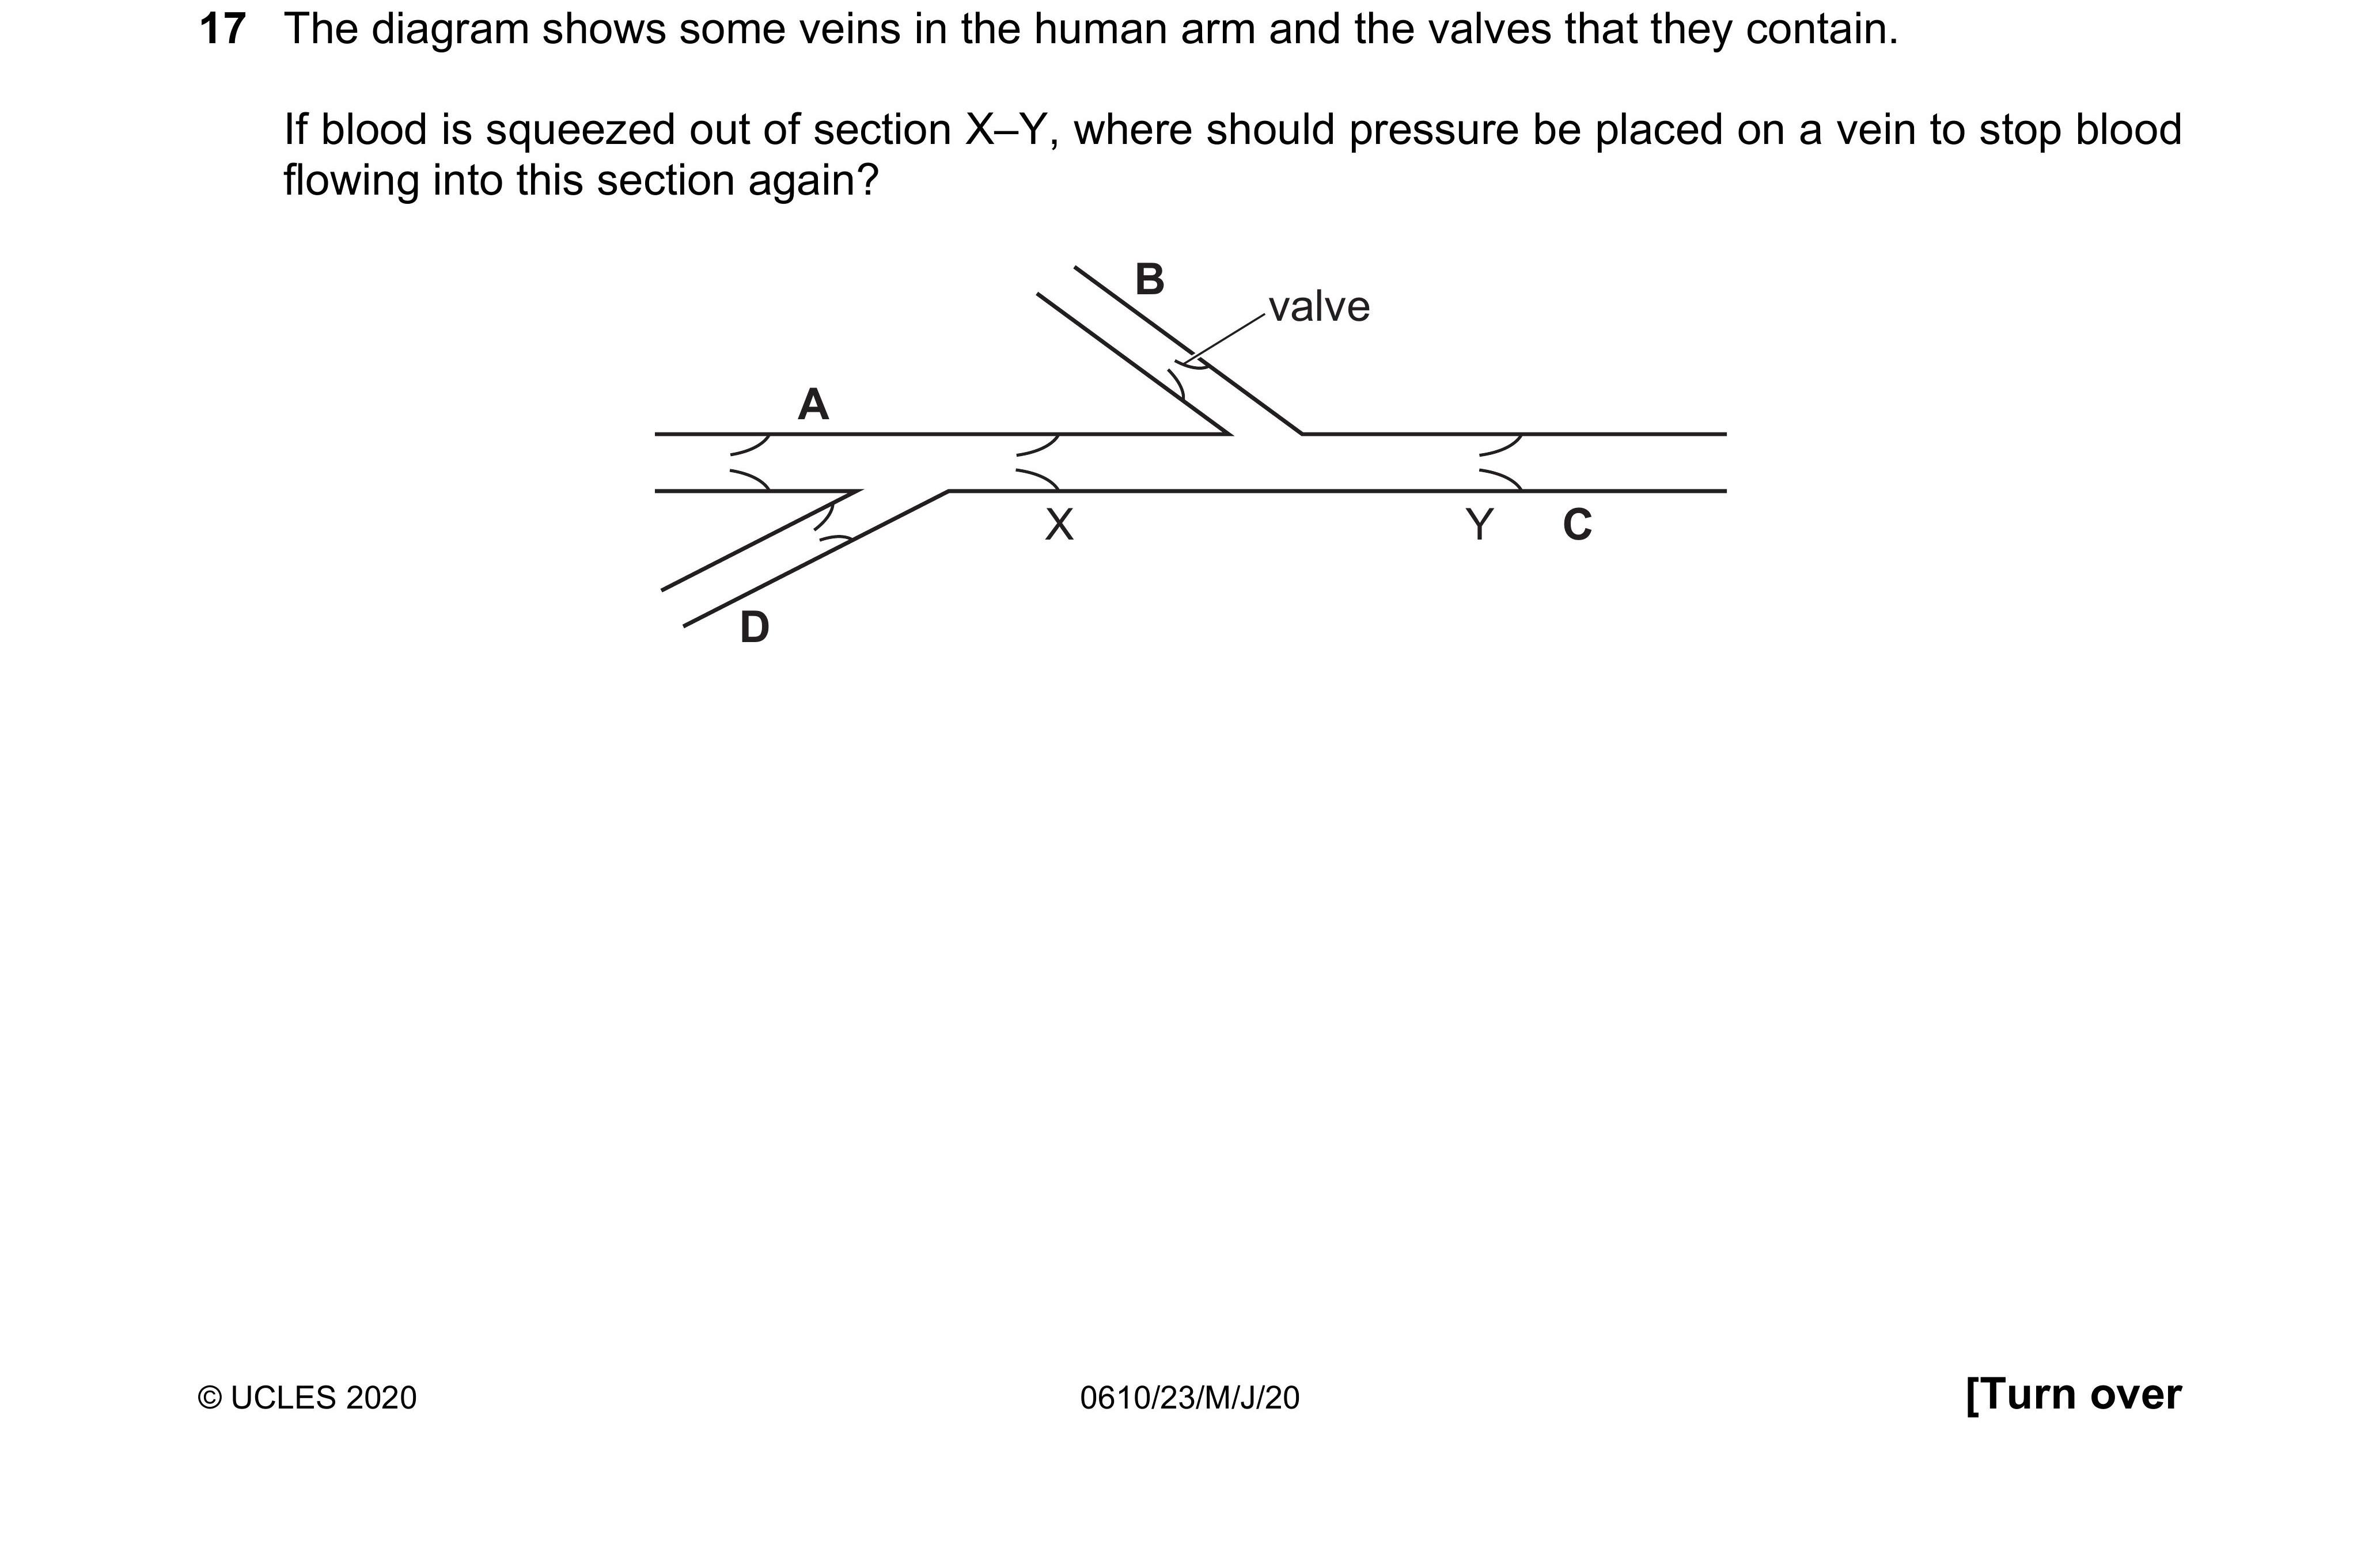 17 The diagram shows some veins in the human arm and the valves that they contain.
If blood is squeezed out of section X–Y, where should pressure be placed on a vein to stop blood
flowing into this section again?
B
valve
A
X
Y
C
D
© UCLES 2020
0610/23/M/J/20
[Turn over